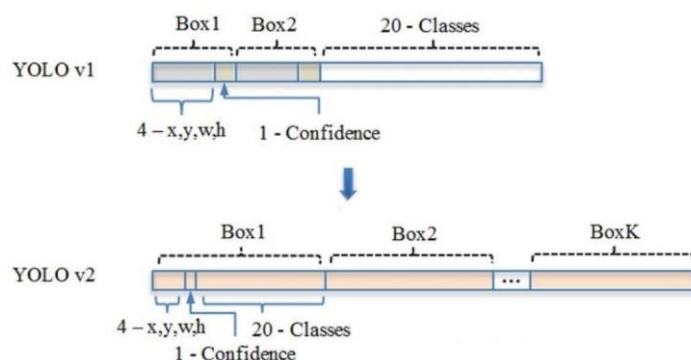 Box1 Box2 20 - Classes
YOLO v1
4 – x,y,w,h 1 - Confidence
Box1 Box2 BoxK
YOLO v2
...
4 – x,y,w,h 20 - Classes
1 - Confidence